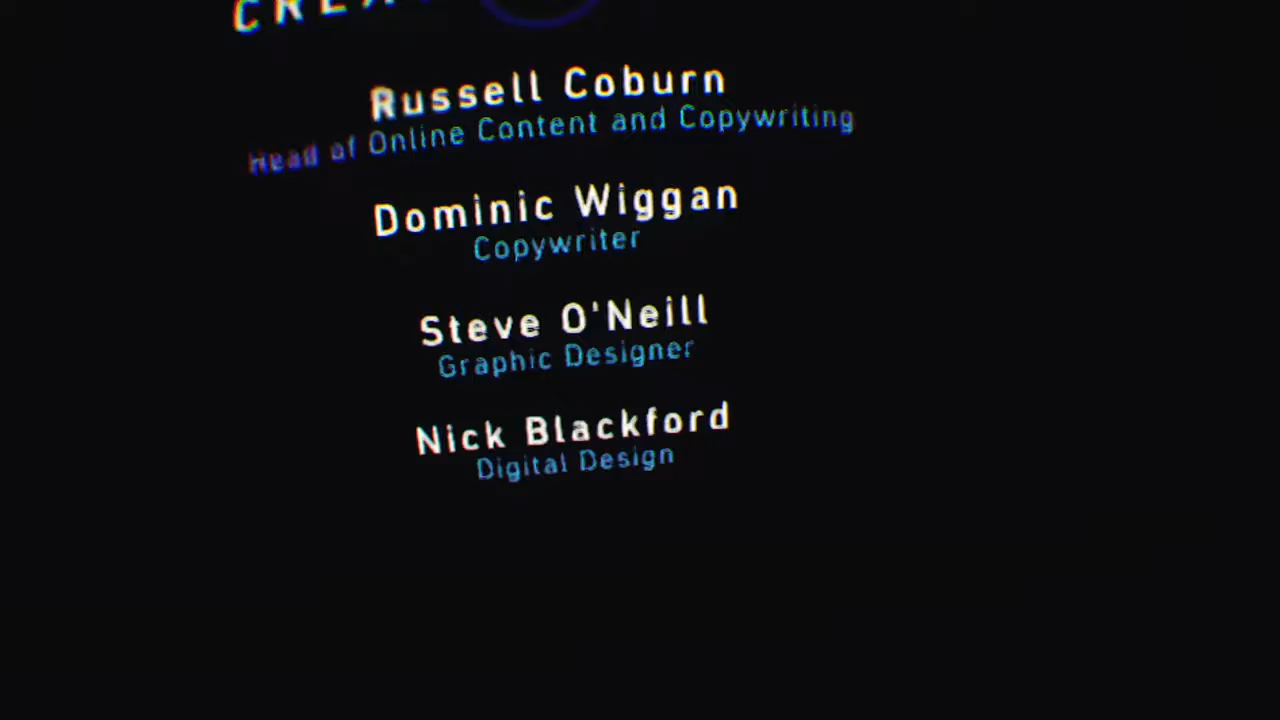 Russell Coburn
Head of Online Content and Copywriting
Dominic Wiggan
Copywriter
Steve O'Neill
Graphic Designer
Nick Blackford
Digital Design